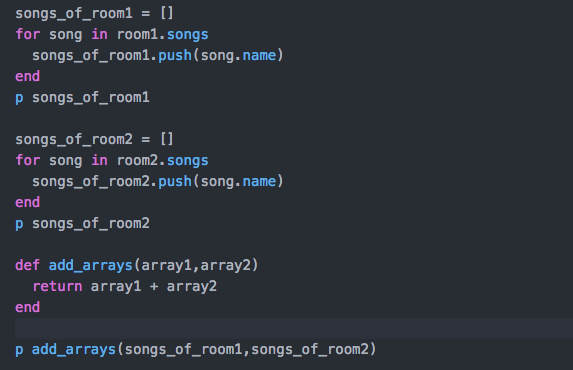 songs_of_room1 = []
for song in room1.songs
  songs_of_room1.push(song.name)
end
p songs_of_room1

songs_of_room2 = []
for song in room2.songs
  songs_of_room2.push(song.name)
end
p songs_of_room2

def add_arrays(array1,array2)
  return array1 + array2
end

p add_arrays(songs_of_room1,songs_of_room2)